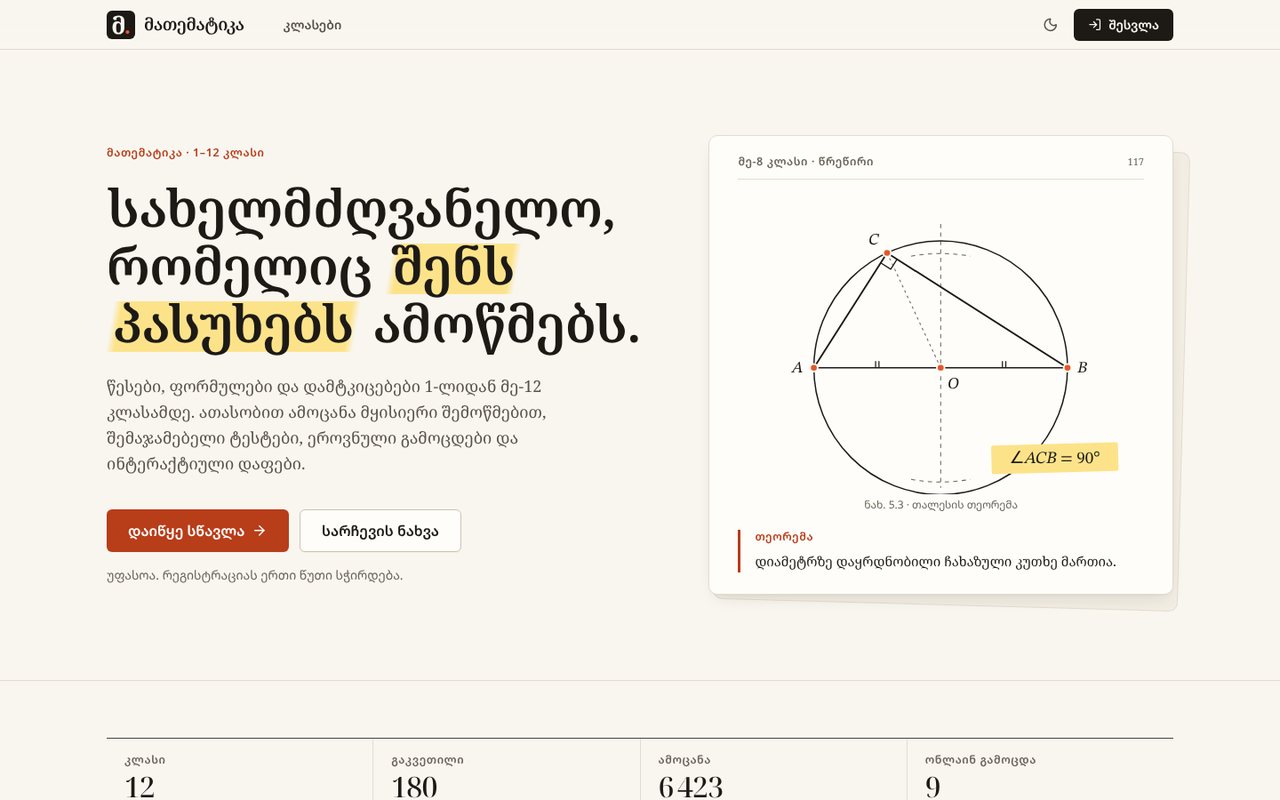 მ. მათემატიკა
კლასები
შესვლა
მათემატიკა · 1–12 კლასი
სახელმძღვანელო,
რომელიც შენს
პასუხებს ამოწმებს.
წესები, ფორმულები და დამტკიცებები 1-ლიდან მე-12
კლასამდე. ათასობით ამოცანა მყისიერი შემოწმებით,
შემაჯამებელი ტესტები, ეროვნული გამოცდები და
ინტერაქტიული დაფები.
დაიწყე სწავლა →
სარჩევის ნახვა
უფასოა. რეგისტრაციას ერთი წუთი სჭირდება.
მე-8 კლასი · წრეწირი
117
C
A
B
O
∠ACB = 90°
ნახ. 5.3 · თალესის თეორემა
თეორემა
დიამეტრზე დაყრდნობილი ჩახაზული კუთხე მართია.
კლასი
12
გაკვეთილი
180
ამოცანა
6 423
ონლაინ გამოცდა
9